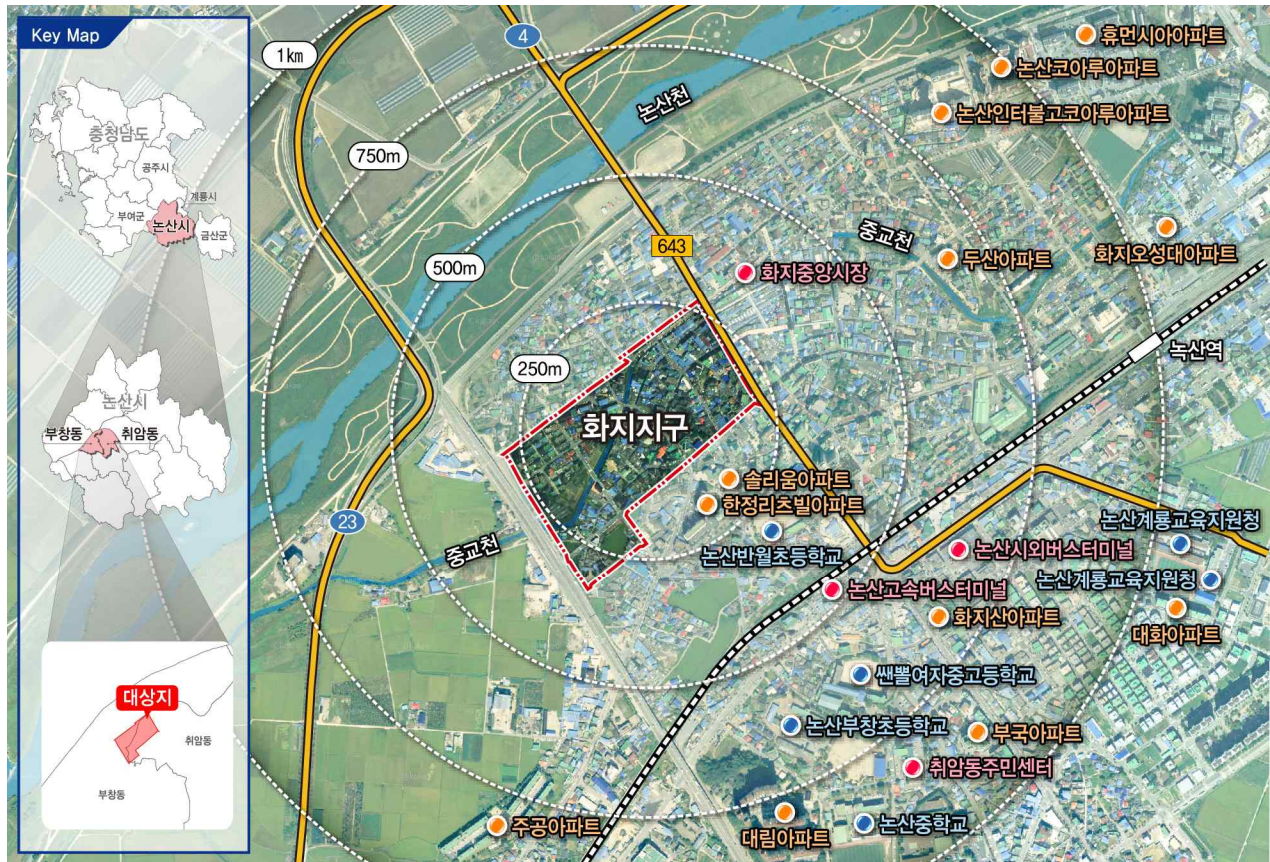 Key Map
충청남도
공주시
계룡시
부여군
논산시
금산군
논산시
부창동
취암동
대상지
취암동
부창동
1㎞
4
휴먼시아아파트
논산코아루아파트
논산천
논산인터불고코아루아파트
750m
643
중교천
화지오성대아파트
500m
화지중앙시장
두산아파트
녹산역
250m
화지지구
솔리움아파트
한정리츠빌아파트
23
중교천
논산반월초등학교
논산계룡교육지원청
논산시외버스터미널
논산고속버스터미널
논산계룡교육지원청
화지산아파트
대화아파트
쌘뽈여자중고등학교
논산부창초등학교
부국아파트
취암동주민센터
주공아파트
대림아파트
논산중학교